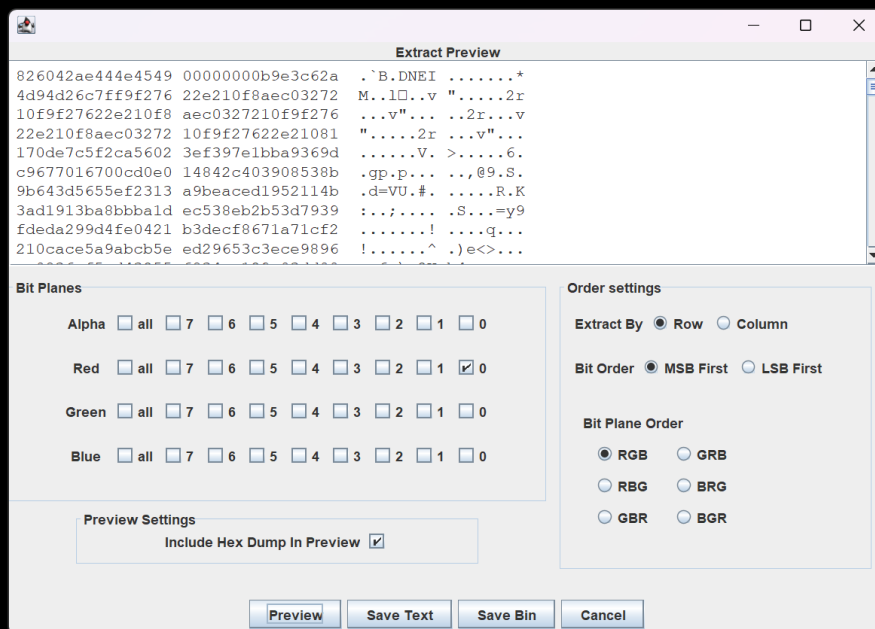 Extract Preview
826042ae444e4549 00000000b9e3c62a .`B.DNEI .......*
4d94d26c7ff9f276 22e210f8aec03272 M..l□..v ".....2r
10f9f27622e210f8 aec0327210f9f276 ...v"... ..2r...v
22e210f8aec03272 10f9f27622e21081 ".....2r ...v"...
170de7c5f2ca5602 3ef397e1bba9369d ......V. >.....6.
c9677016700cd0e0 14842c403908538b .gp.p... ..,@9.S.
9b643d5655ef2313 a9beaced1952114b .d=VU.#. .....R.K
3ad1913ba8bbba1d ec538eb2b53d7939 :..;.... .S...=y9
fdeda299d4fe0421 b3decf8671a71cf2 .......! ....q...
210cace5a9abcb5e ed29653c3ece9896 !......^ .)e<>...
Bit Planes
Alpha all 7 6 5 4 3 2 1 0
Red all 7 6 5 4 3 2 1 0
Green all 7 6 5 4 3 2 1 0
Blue all 7 6 5 4 3 2 1 0
Preview Settings
Include Hex Dump In Preview
Order settings
Extract By Row Column
Bit Order MSB First LSB First
Bit Plane Order
RGB GRB
RBG BRG
GBR BGR
Preview Save Text Save Bin Cancel